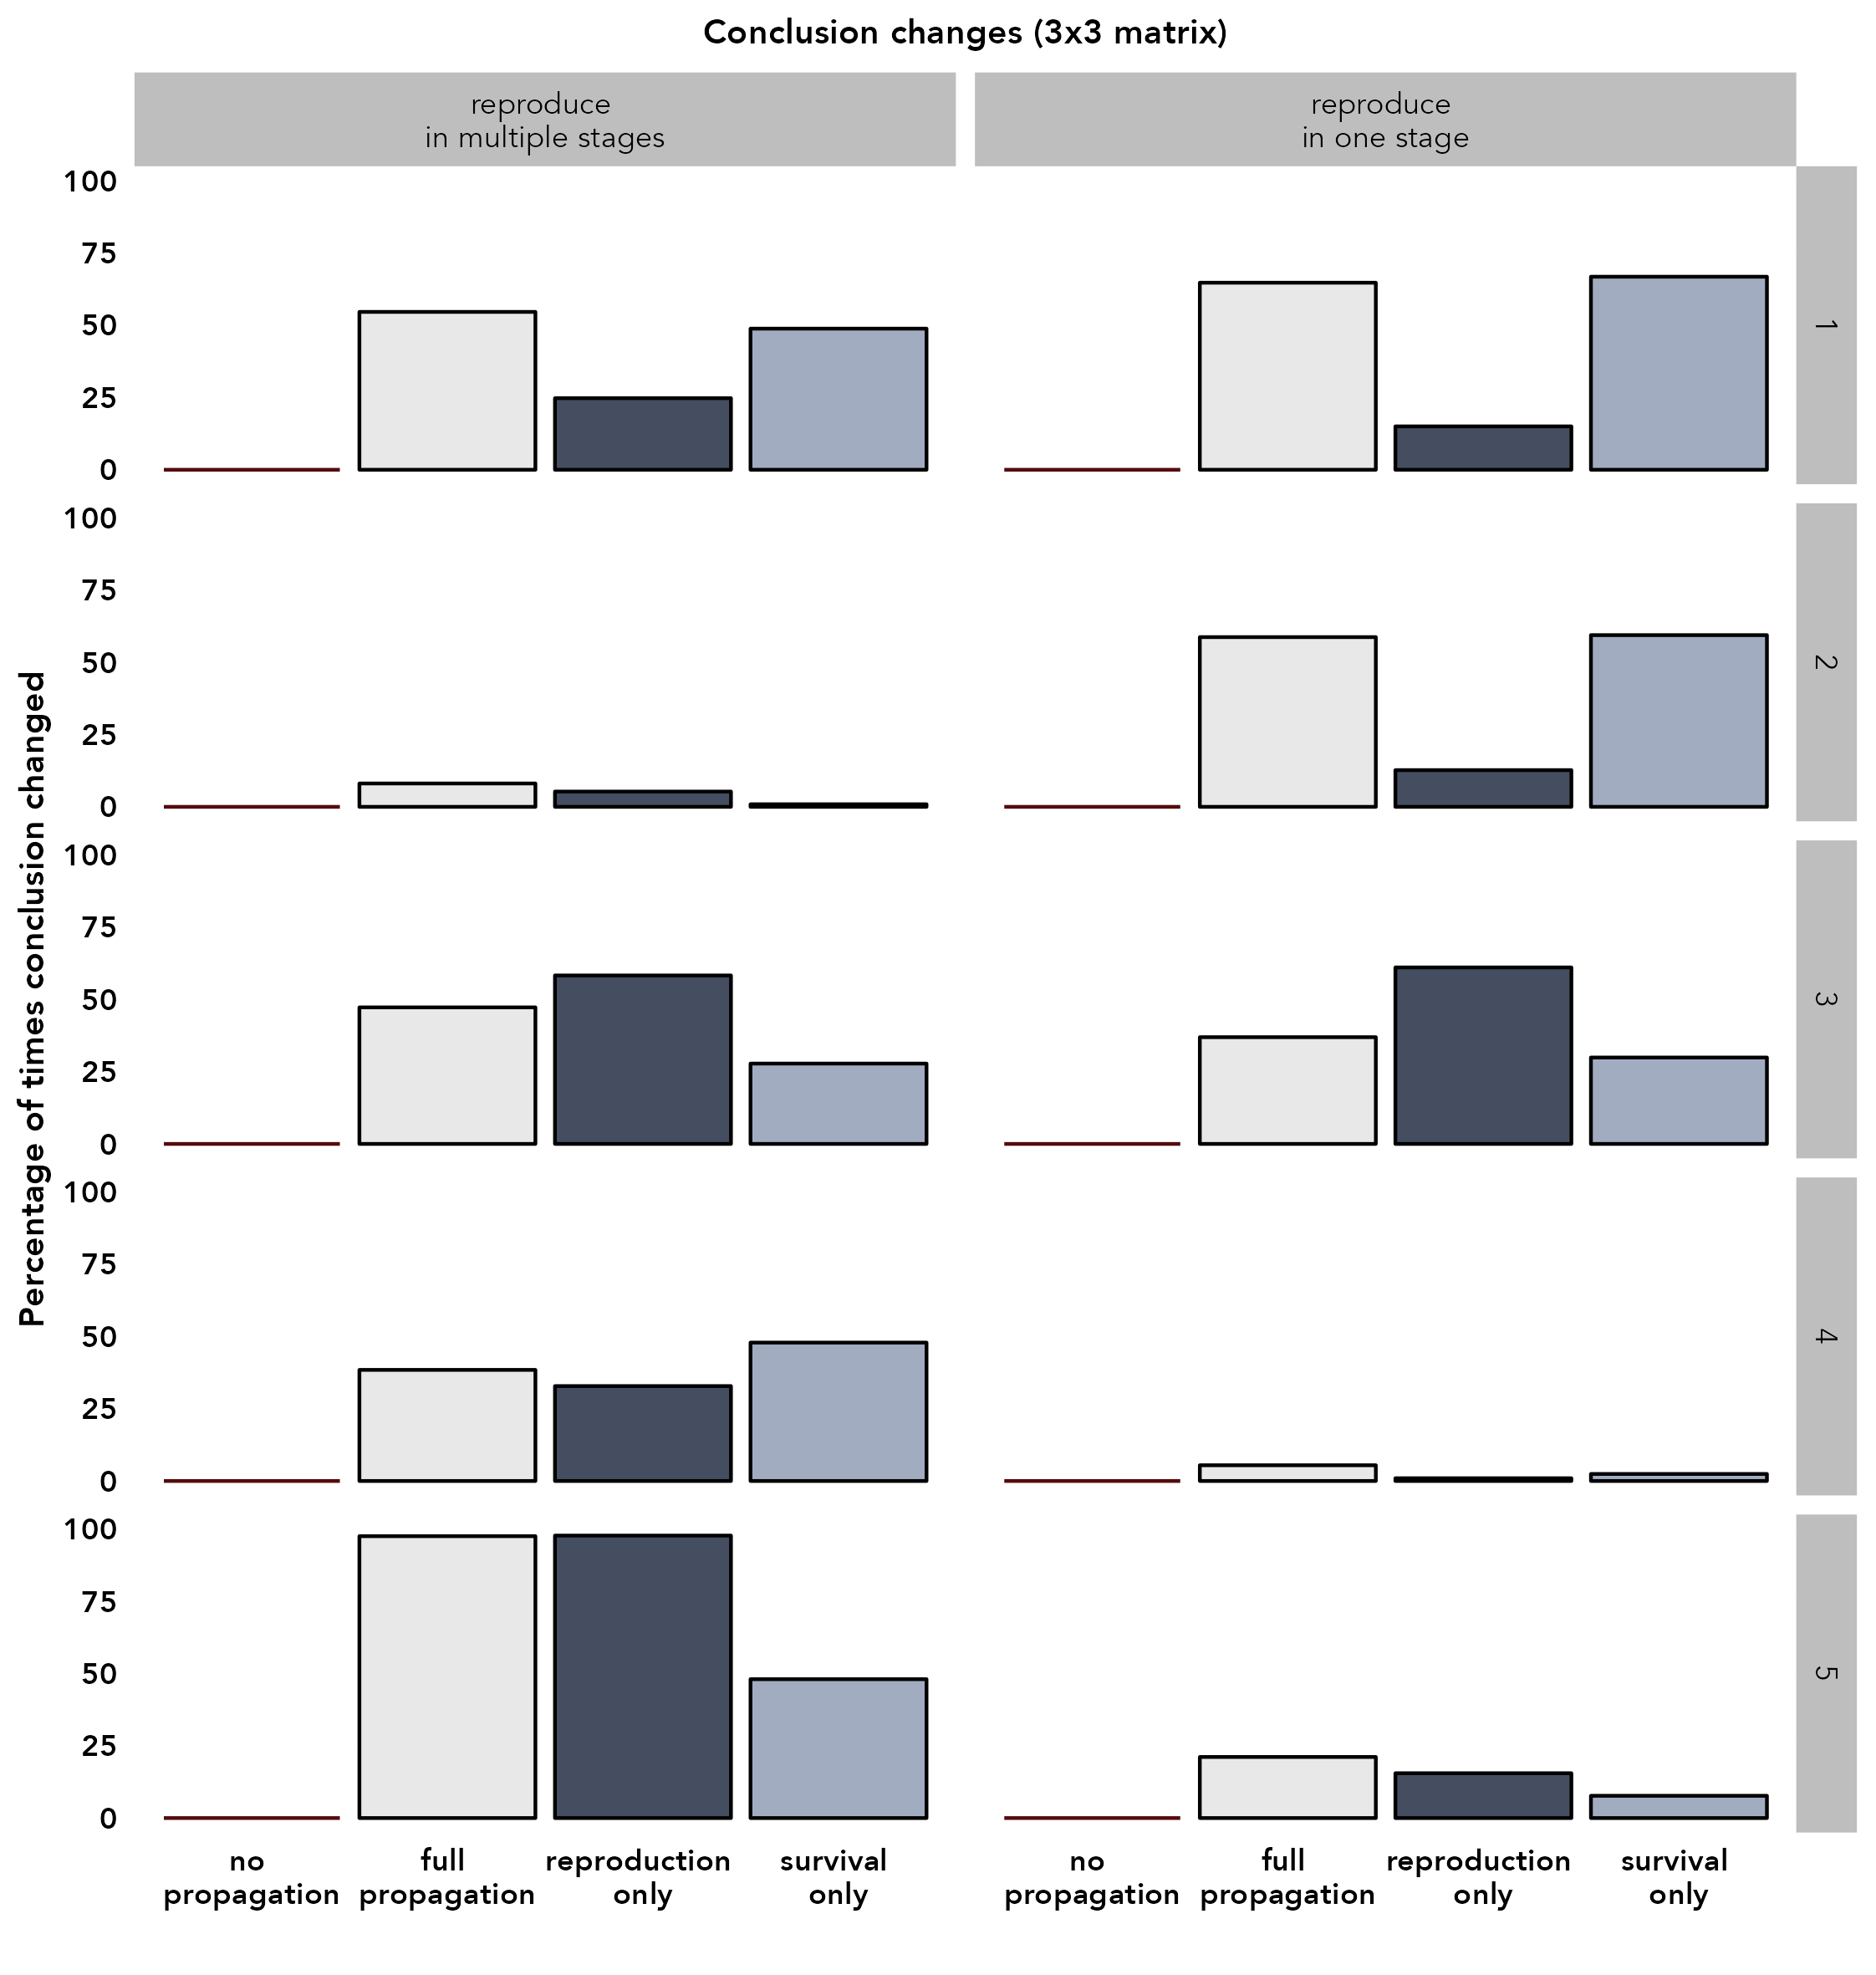 Conclusion changes (3x3 matrix)
reproduce
in multiple stages
reproduce
in one stage
Percentage of times conclusion changed
100
75
50
25
0
1
100
75
50
25
0
2
100
75
50
25
0
3
100
75
50
25
0
4
100
75
50
25
0
5
no
propagation
full
propagation
reproduction
only
survival
only
no
propagation
full
propagation
reproduction
only
survival
only